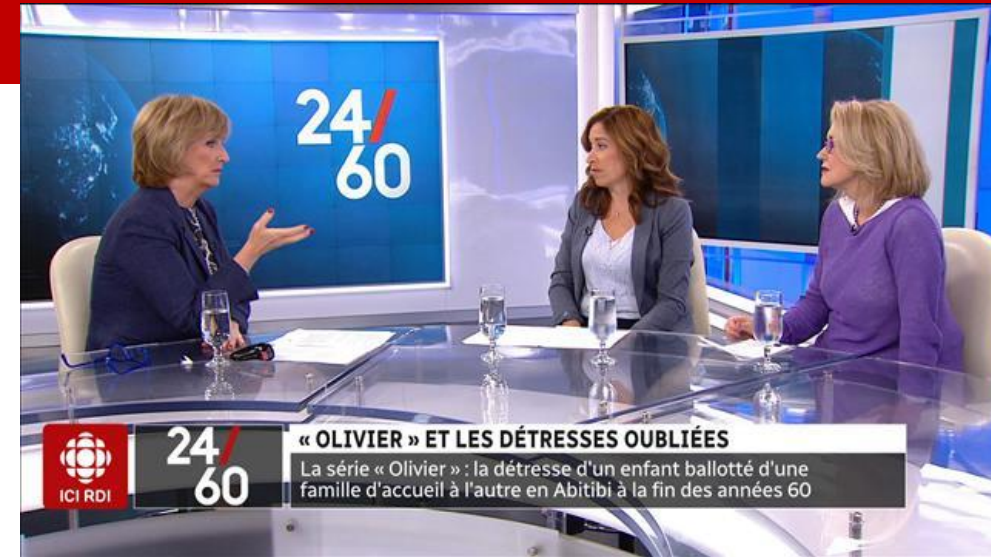 24/
60
ICI RDI
24/
60
« OLIVIER » ET LES DÉTRESSES OUBLIÉES
La série « Olivier » : la détresse d'un enfant ballotté d'une
famille d'accueil à l'autre en Abitibi à la fin des années 60